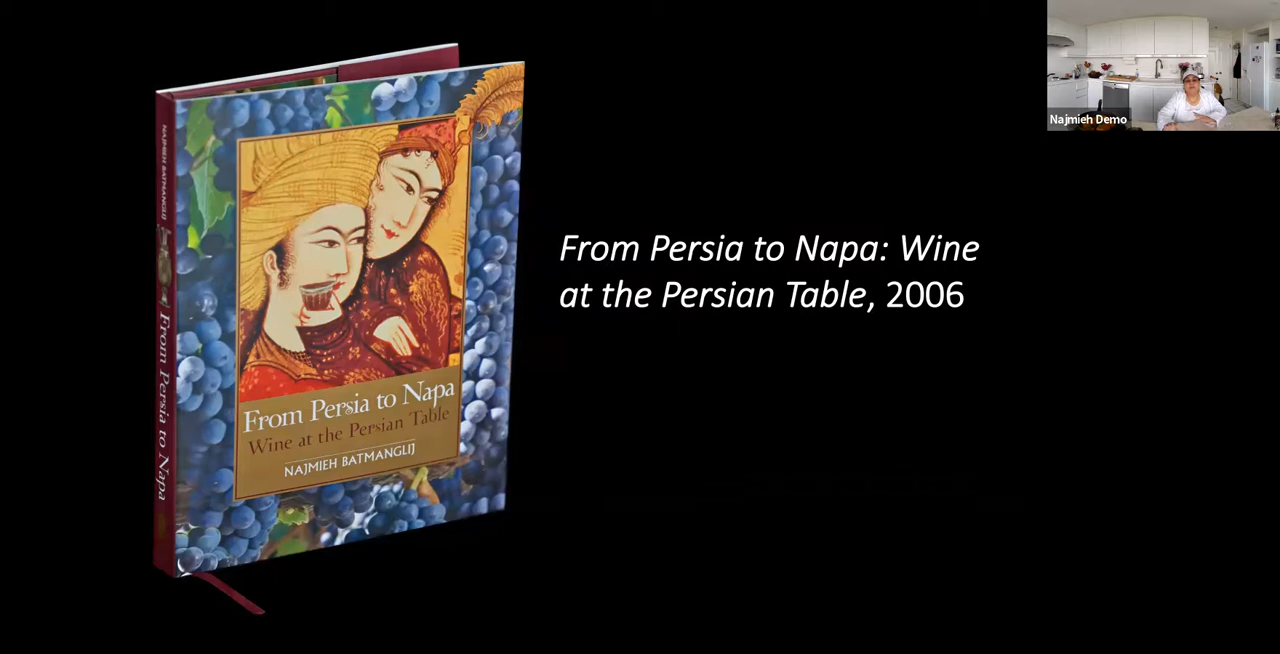 Najmieh Demo
From Persia to Napa: Wine
at the Persian Table, 2006
NAJMIEH BATMANGLIJ
From Persia to Napa
From Persia to Napa
Wine at the Persian Table
NAJMIEH BATMANGLIJ